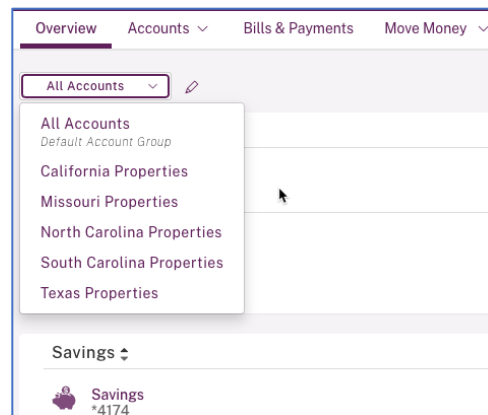 Overview Accounts Bills & Payments Move Money
All Accounts
All Accounts
Default Account Group
California Properties
Missouri Properties
North Carolina Properties
South Carolina Properties
Texas Properties
Savings
Savings
*4174